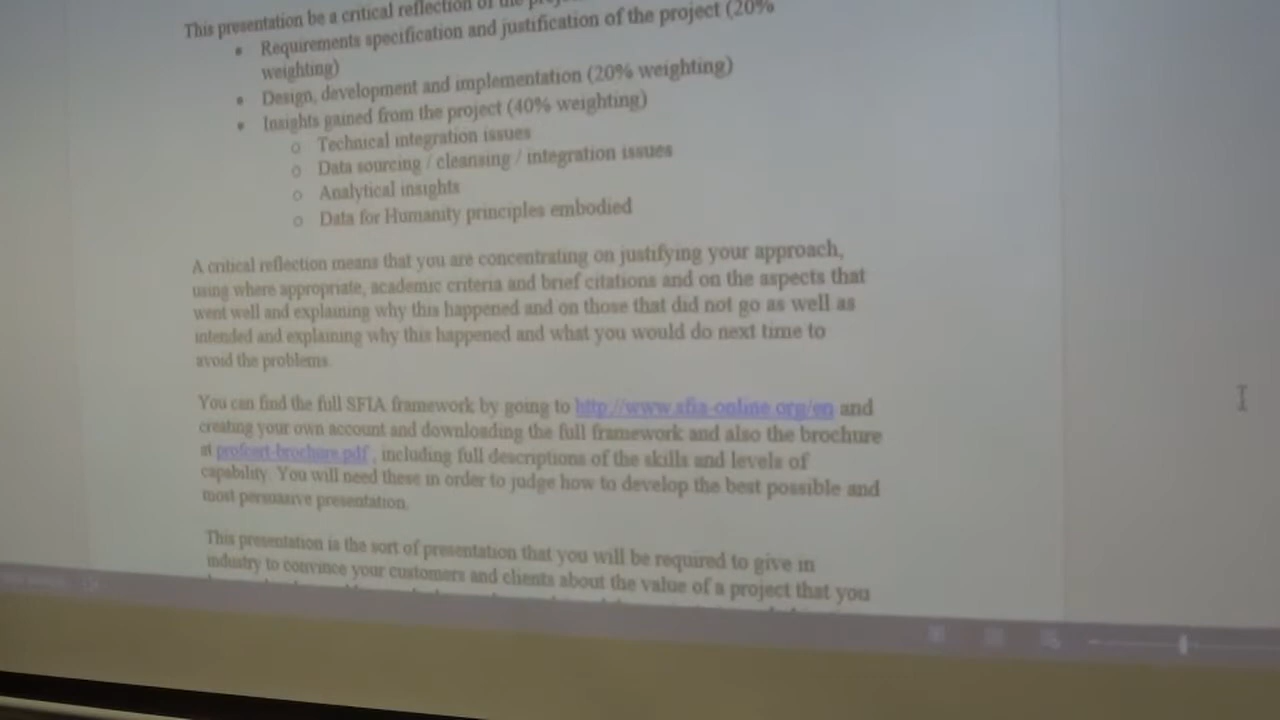 This presentation be a critical reflection of the
• Requirements specification and justification of the project (20%
weighting)
• Design, development and implementation (20% weighting)
• Insights gained from the project (40% weighting)
o Technical integration issues
o Data sourcing / cleansing / integration issues
o Analytical insights
o Data for Humanity principles embodied
A critical reflection means that you are concentrating on justifying your approach,
using where appropriate, academic criteria and brief citations and on the aspects that
went well and explaining why this happened and on those that did not go as well as
intended and explaining why this happened and what you would do next time to
avoid the problems.
You can find the full SFIA framework by going to http://www.sfia-online.org/en and
creating your own account and downloading the full framework and also the brochure
at profcert-brochure.pdf , including full descriptions of the skills and levels of
capability. You will need these in order to judge how to develop the best possible and
most persuasive presentation.
This presentation is the sort of presentation that you will be required to give in
industry to convince your customers and clients about the value of a project that you